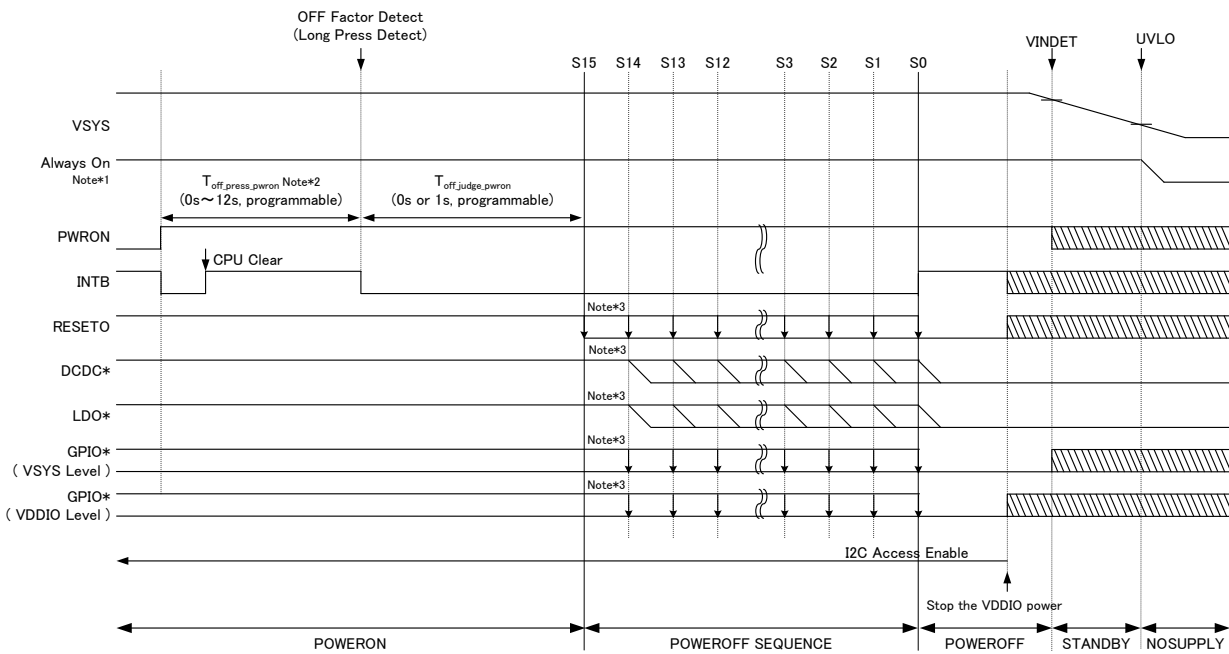 OFF Factor Detect
(Long Press Detect)
VINDET
UVLO
S15 S14 S13 S12 S3 S2 S1 S0
VSYS
Always On
Note*1
Toff_press_pwron Note*2
(0s～12s, programmable)
Toff_judge_pwron
(0s or 1s, programmable)
PWRON
CPU Clear
INTB
Note*3
RESETO
Note*3
DCDC*
Note*3
LDO*
Note*3
GPIO*
( VSYS Level )
Note*3
GPIO*
( VDDIO Level )
I2C Access Enable
Stop the VDDIO power
POWERON
POWEROFF SEQUENCE
POWEROFF
STANDBY
NOSUPPLY